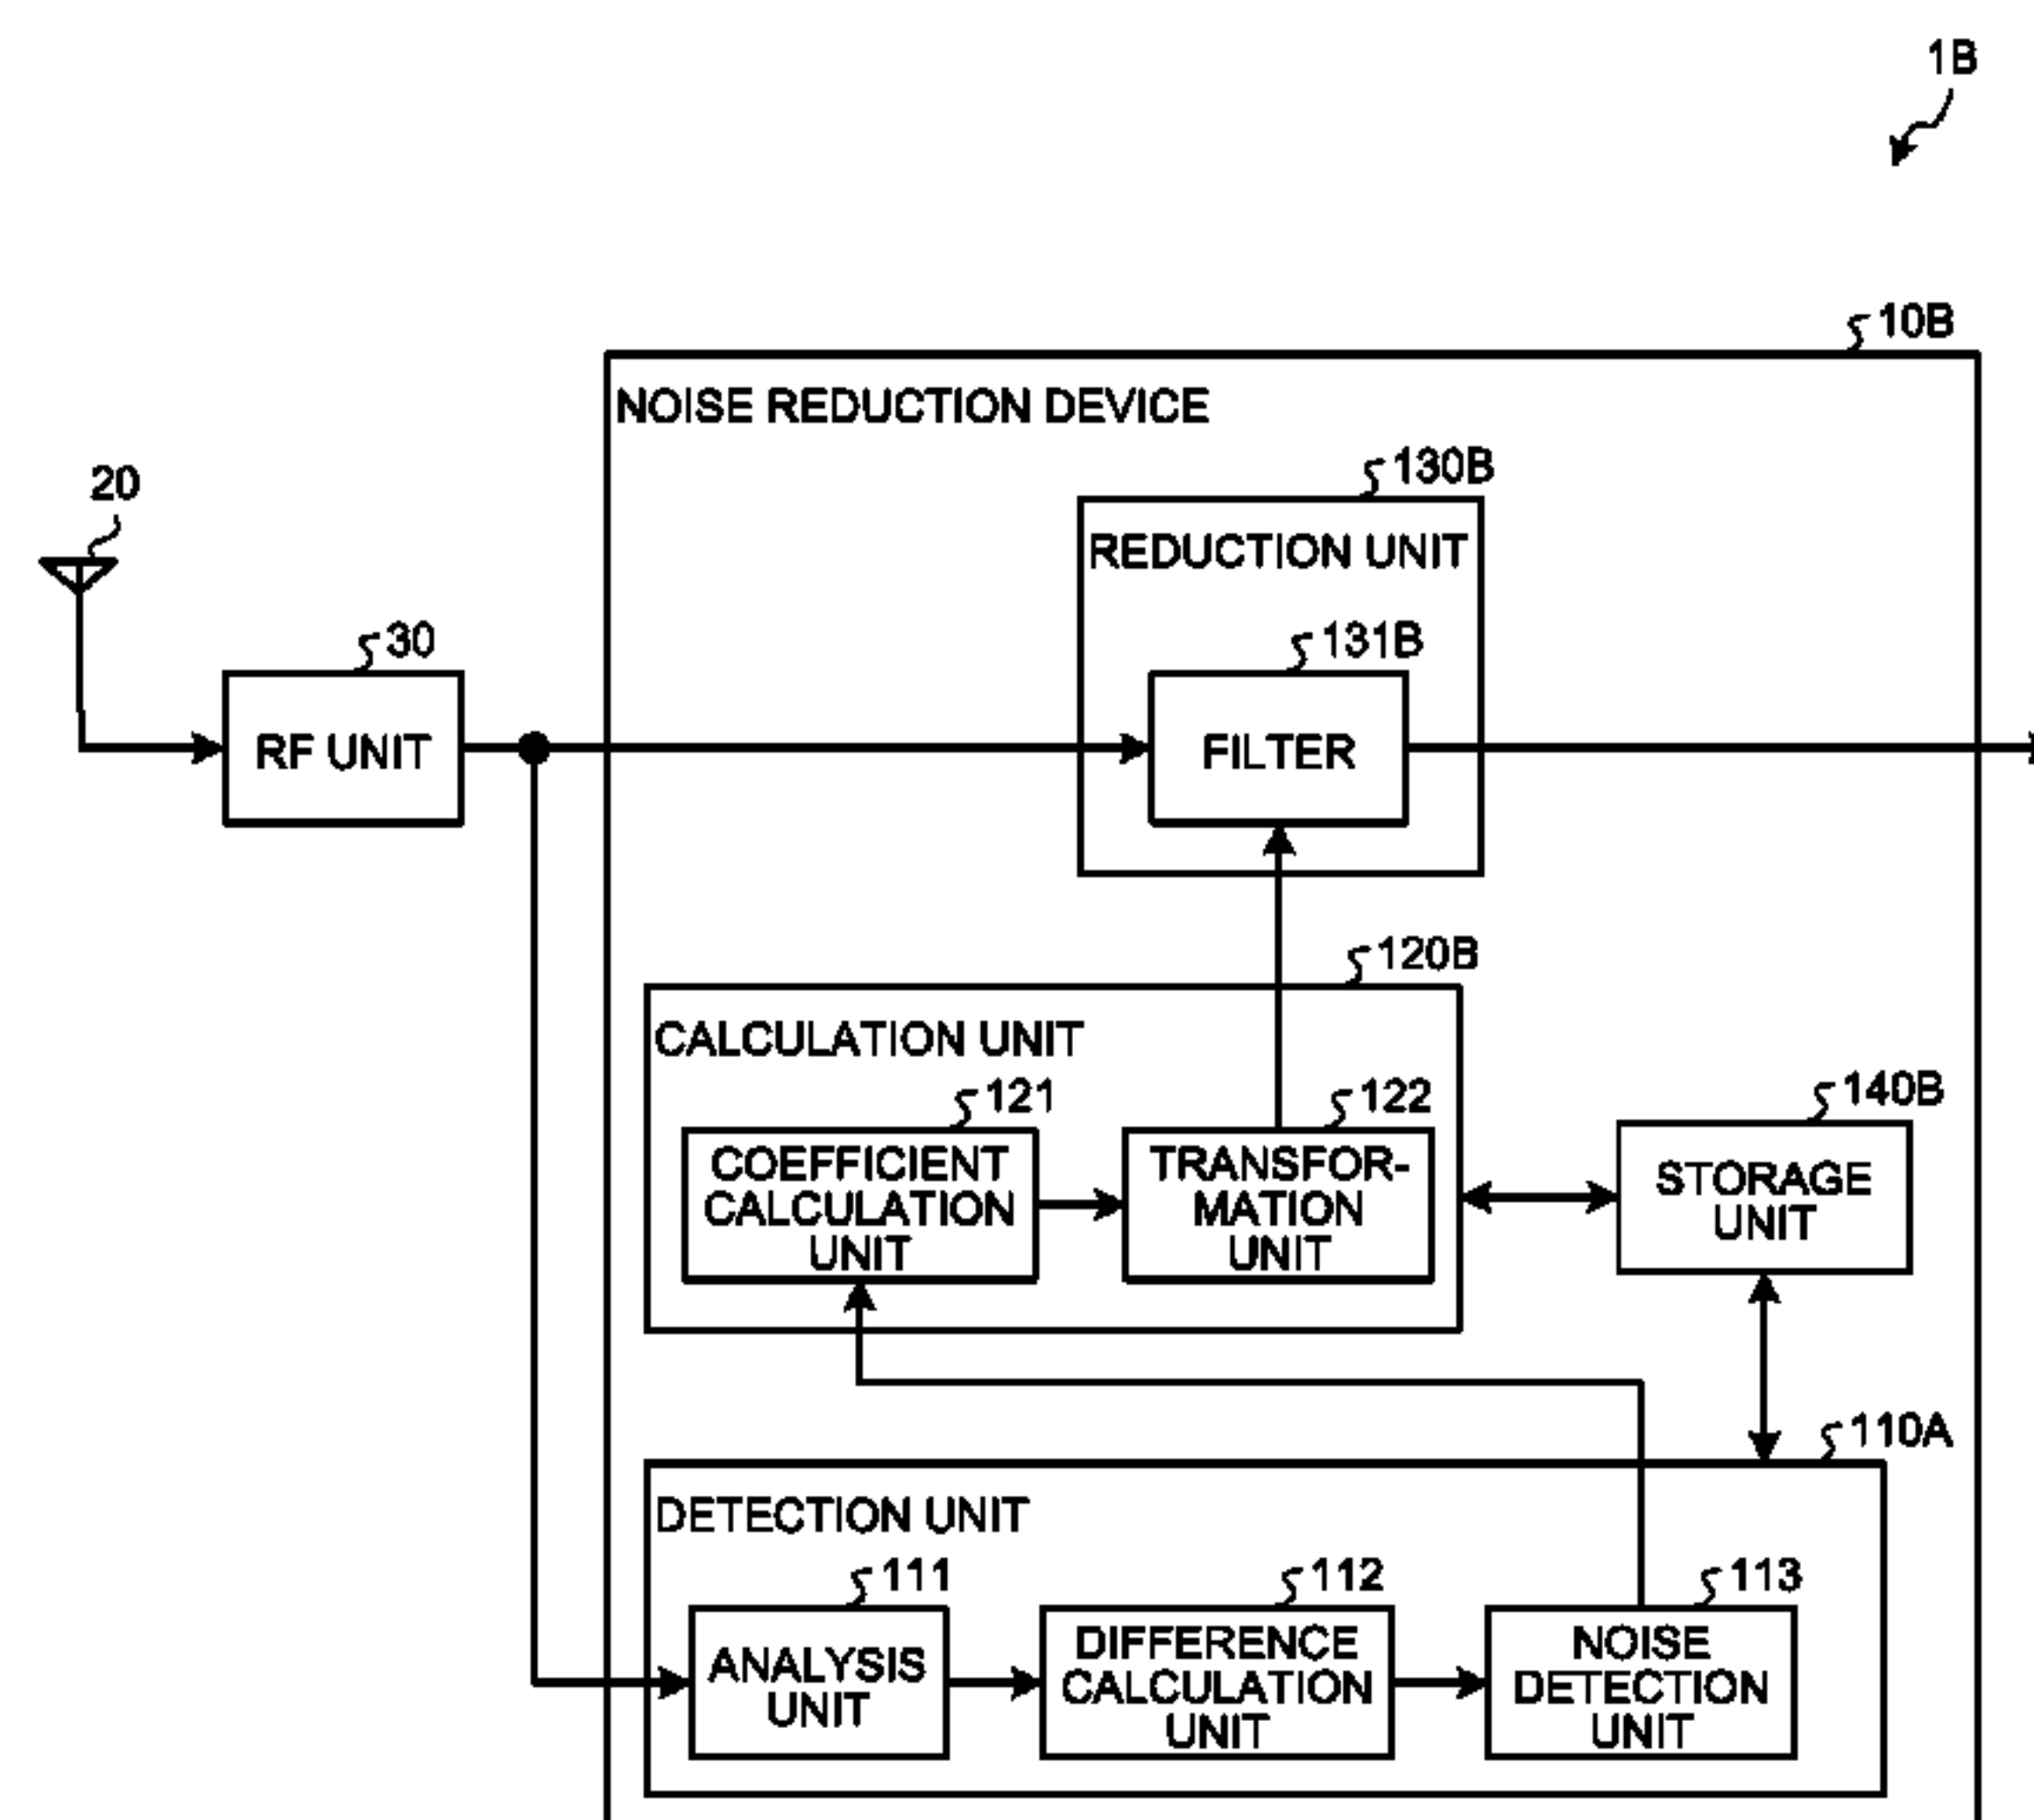 1B
10B
NOISE REDUCTION DEVICE
130B
20
REDUCTION UNIT
30
131B
RF UNIT
FILTER
120B
CALCULATION UNIT
121
122
140B
COEFFICIENT
CALCULATION
UNIT
TRANSFOR-
MATION
UNIT
STORAGE
UNIT
110A
DETECTION UNIT
111
112
113
ANALYSIS
UNIT
DIFFERENCE
CALCULATION
UNIT
NOISE
DETECTION
UNIT